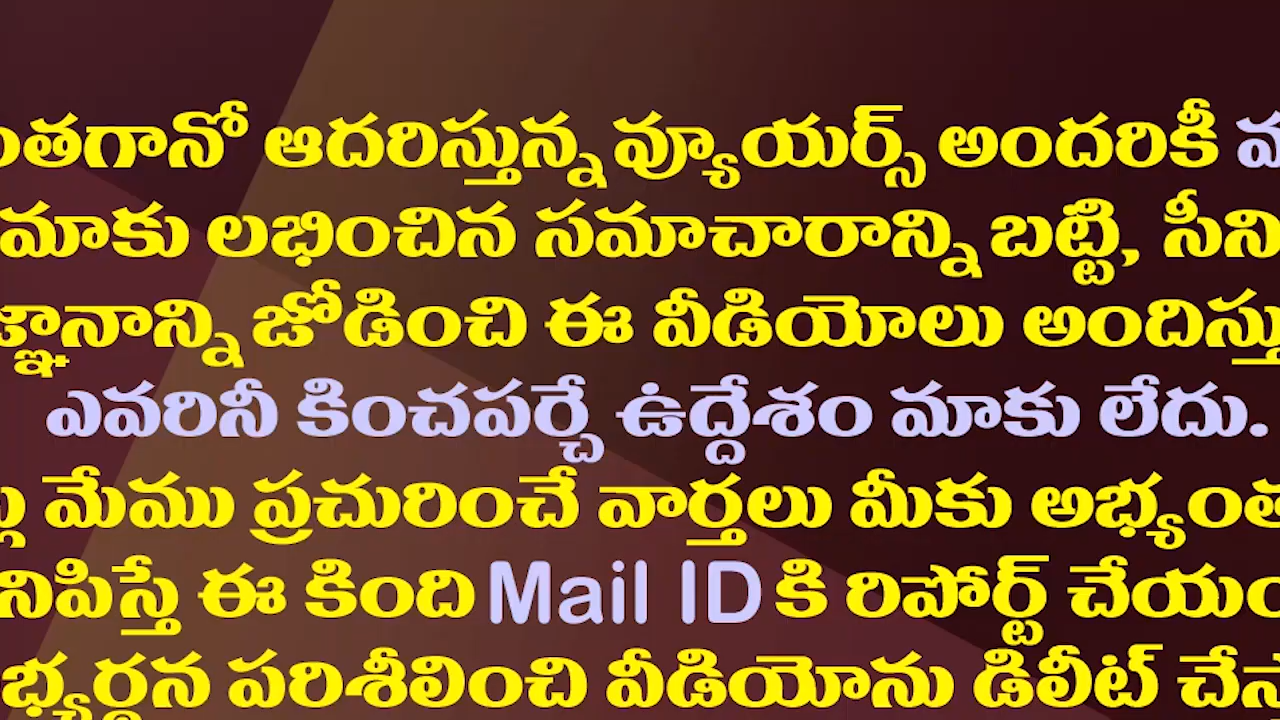 ంతగానో ఆదరిస్తున్న వ్యూయర్స్ అందరికీ
మాకు లభించిన సమాచారాన్ని బట్టి, సీని
జ్ఞానాన్ని జోడించి ఈ వీడియోలు అందిస్తు
ఎవరినీ కించపర్చే ఉద్దేశం మాకు లేదు.
మేము ప్రచురించే వార్తలు మీకు అభ్యంత
నిపిస్తే ఈ కింది Mail ID కి రిపోర్ట్ చేయం
భ్యర్ధన పరిశీలించి వీడియోను డిలీట్ చేస